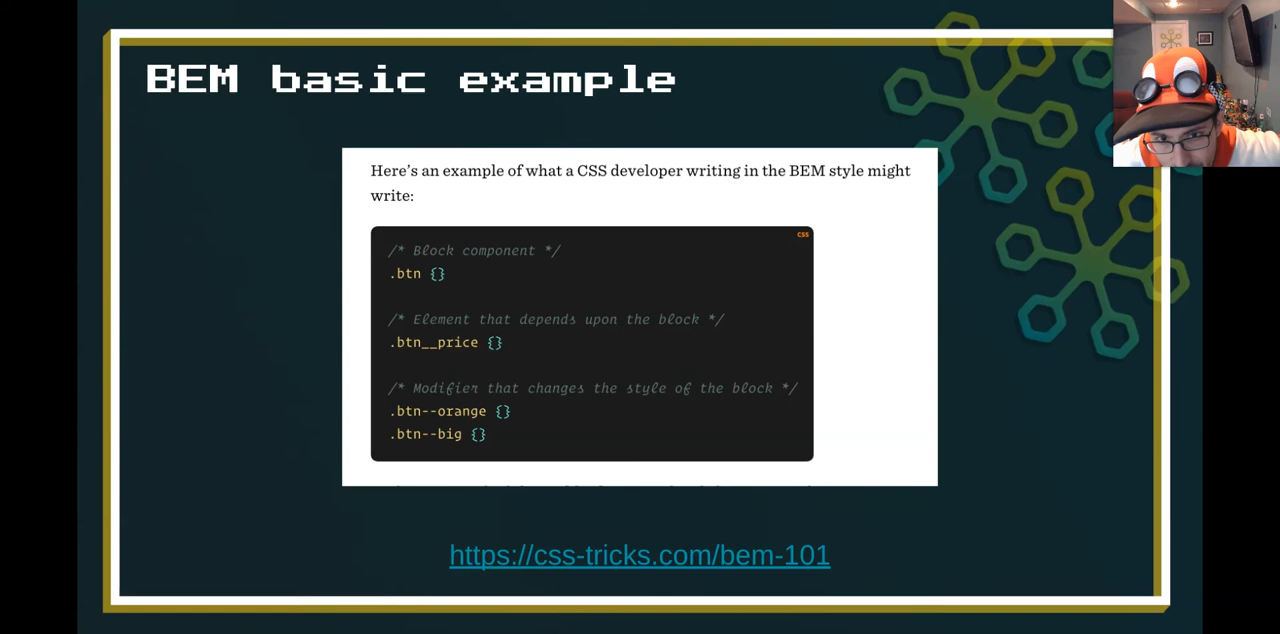 BEM basic example
Here’s an example of what a CSS developer writing in the BEM style might
write:
CSS
/* Block component */
.btn {}
/* Element that depends upon the block */
.btn__price {}
/* Modifier that changes the style of the block */
.btn--orange {}
.btn--big {}
https://css-tricks.com/bem-101